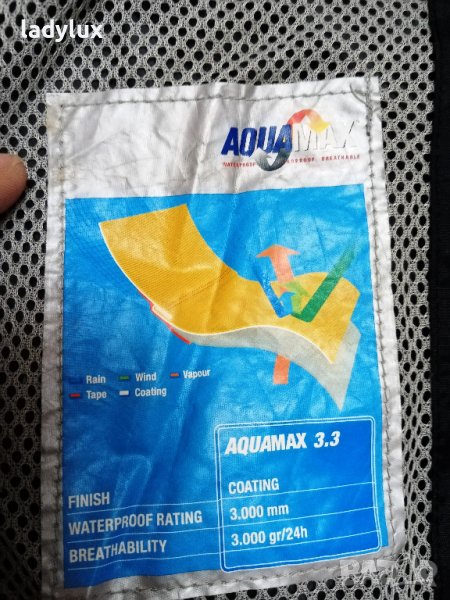 ladylux
AQUAMAX
WATERPROOF WINDPROOF BREATHABLE
Rain Wind Vapour
Tape Coating
AQUAMAX 3.3
FINISH COATING
WATERPROOF RATING 3.000 mm
BREATHABILITY 3.000 gr/24h